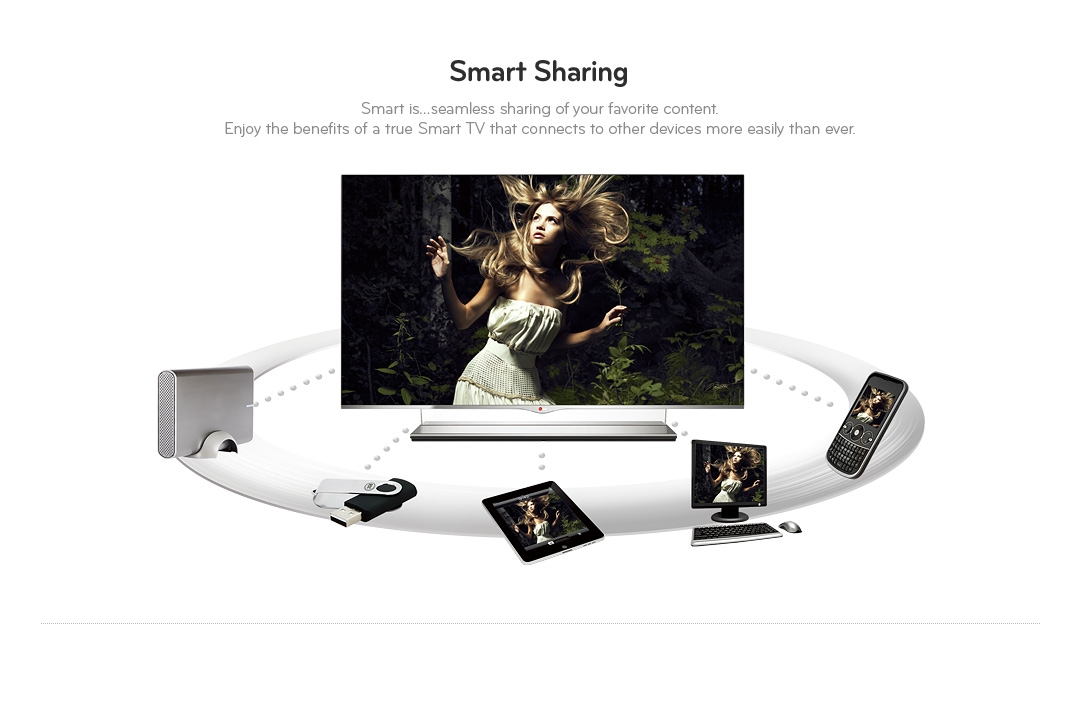 Smart Sharing
Smart is...seamless sharing of your favorite content.
Enjoy the benefits of a true Smart TV that connects to other devices more easily than ever.